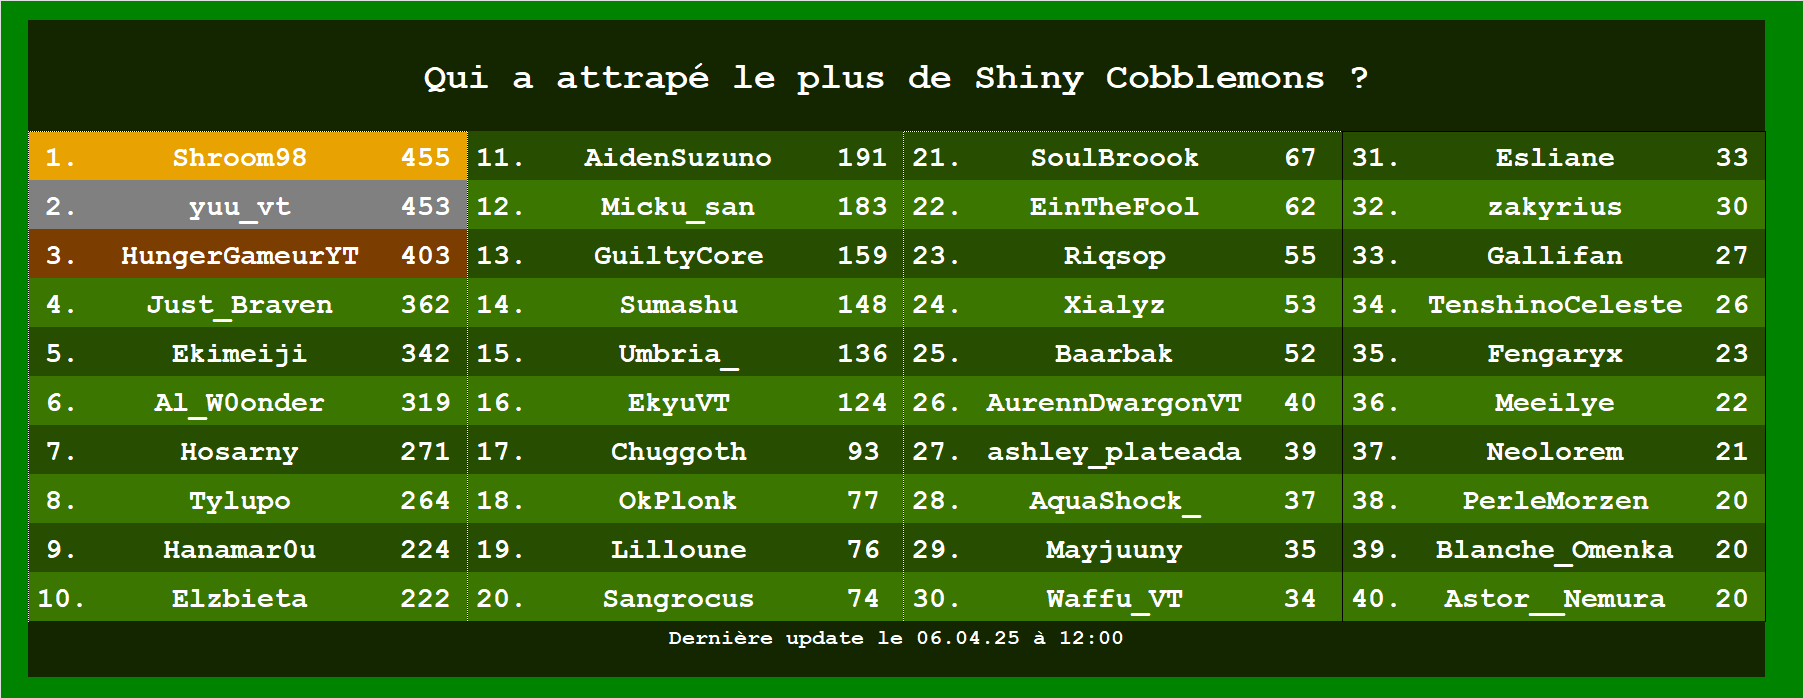 Qui a attrapé le plus de Shiny Cobblemons ?
1. Shroom98 455 11. AidenSuzuno 191 21. SoulBroook 67 31. Esliane 33
2. yuu_vt 453 12. Micku_san 183 22. EinTheFool 62 32. zakyrius 30
3. HungerGameurYT 403 13. GuiltyCore 159 23. Riqsop 55 33. Gallifan 27
4. Just_Braven 362 14. Sumashu 148 24. Xialyz 53 34. TenshinoCeleste 26
5. Ekimeiji 342 15. Umbria_ 136 25. Baarbak 52 35. Fengaryx 23
6. Al_W0onder 319 16. EkyuVT 124 26. AurennDwargonVT 40 36. Meeilye 22
7. Hosarny 271 17. Chuggoth 93 27. ashley_plateada 39 37. Neolorem 21
8. Tylupo 264 18. OkPlonk 77 28. AquaShock_ 37 38. PerleMorzen 20
9. Hanamar0u 224 19. Lilloune 76 29. Mayjuuny 35 39. Blanche_Omenka 20
10. Elzbieta 222 20. Sangrocus 74 30. Waffu_VT 34 40. Astor__Nemura 20
Dernière update le 06.04.25 à 12:00